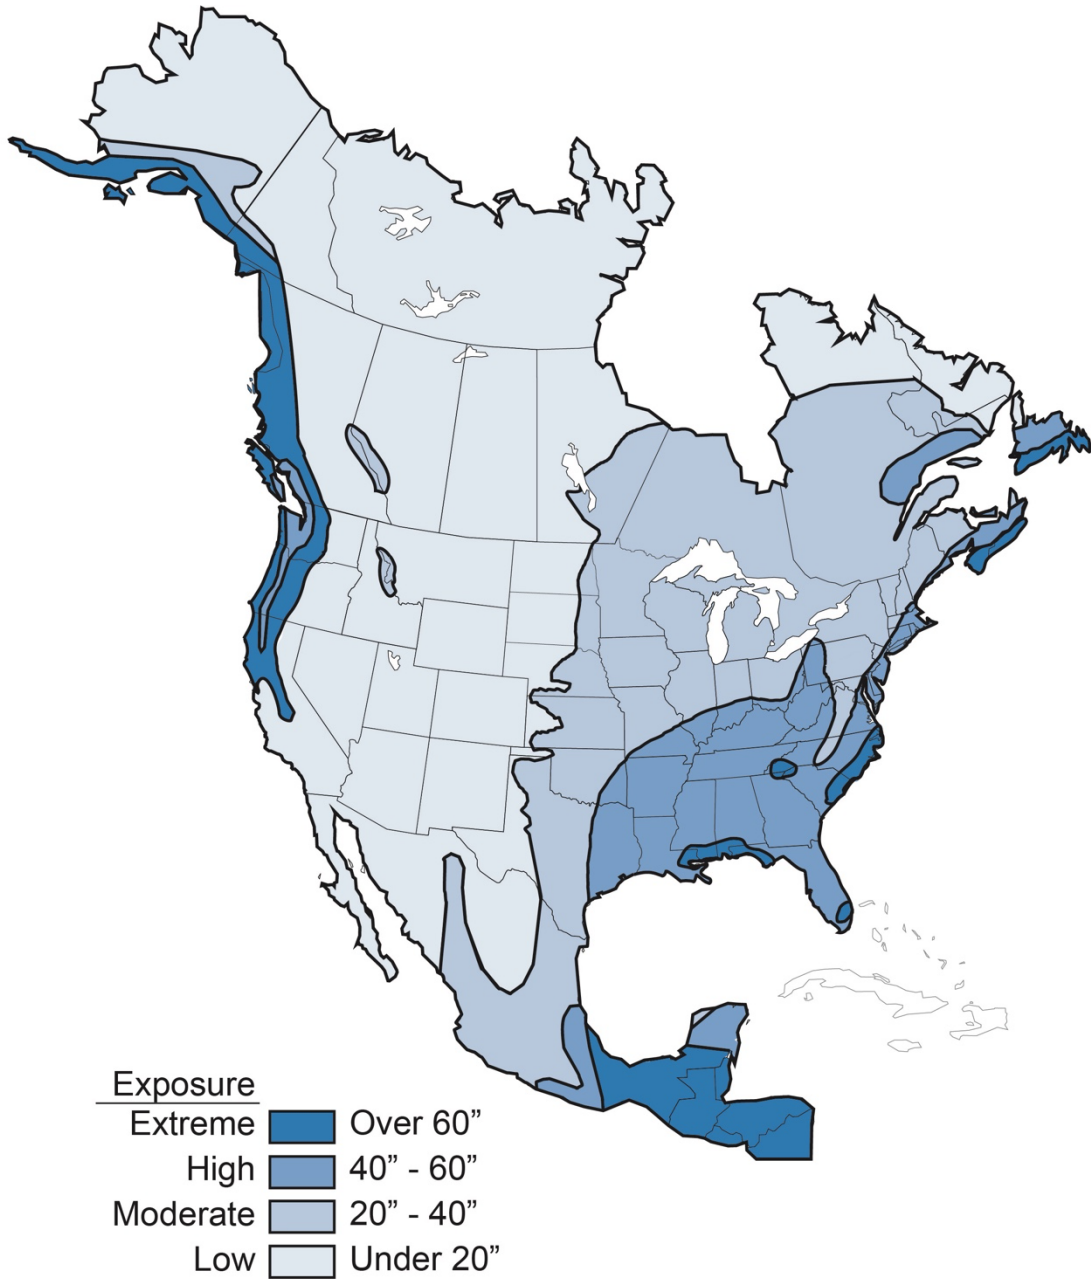 Exposure
Extreme Over 60”
High 40” - 60”
Moderate 20” - 40”
Low Under 20”